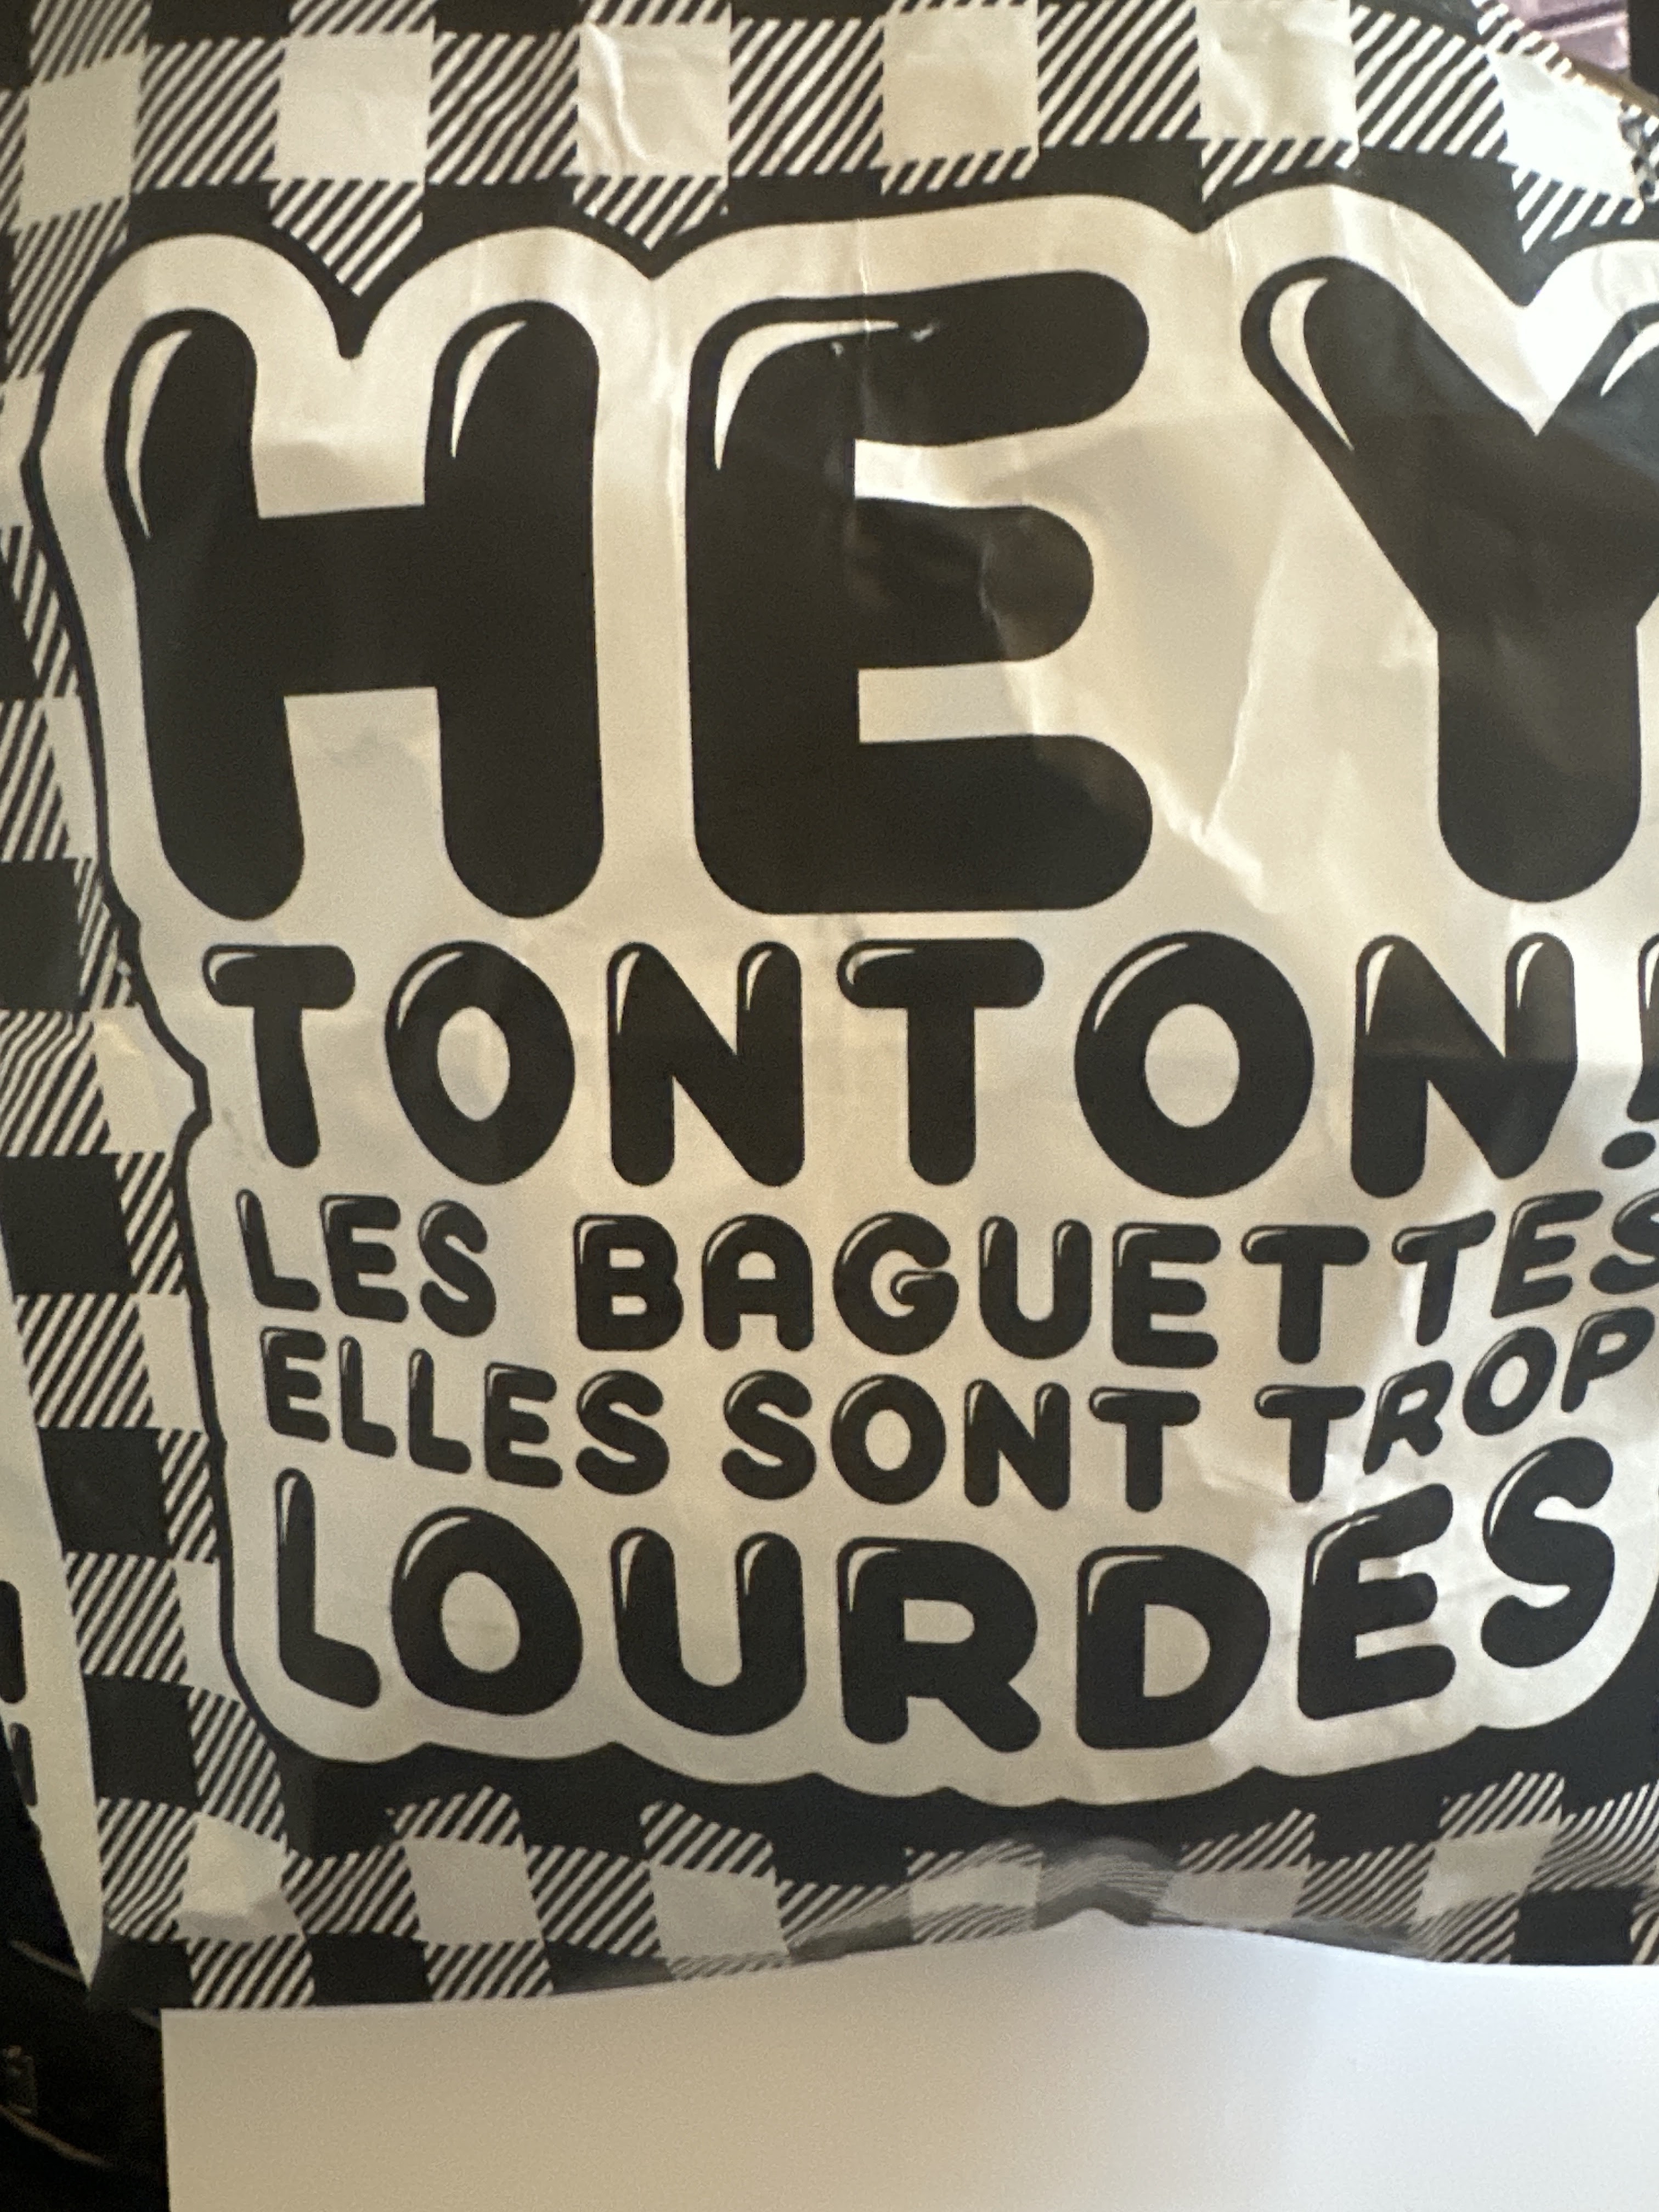 HEY
TONTON!
LES BAGUETTES
ELLES SONT TROP
LOURDES